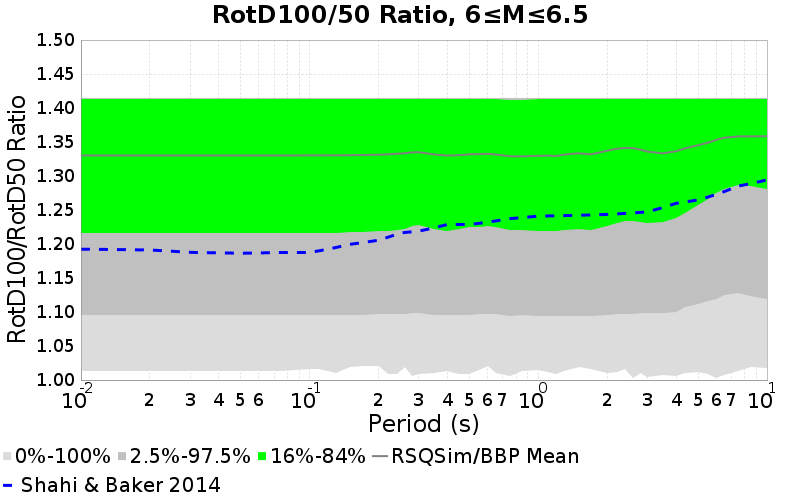 RotD100/50 Ratio, 6≤M≤6.5
RotD100/RotD50 Ratio
1.50
1.45
1.40
1.35
1.30
1.25
1.20
1.15
1.10
1.05
1.00
10^-2 2 3 4 5 6 10^-1 2 3 4 5 6 7 10^0 2 3 4 5 6 7 10^1
Period (s)
0%-100% 2.5%-97.5% 16%-84% RSQSim/BBP Mean
Shahi & Baker 2014